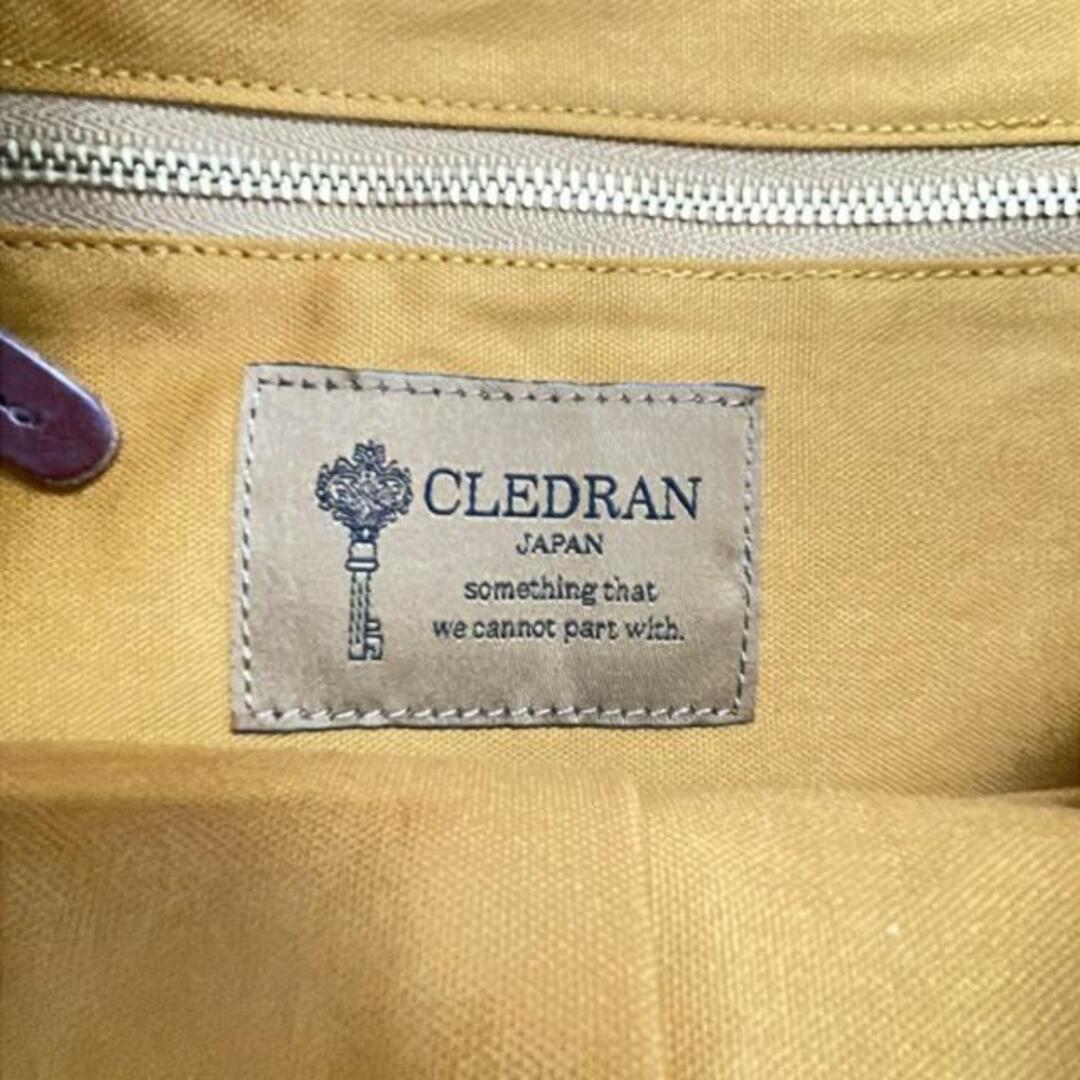 CLEDRAN
JAPAN
something that
we cannot part with.